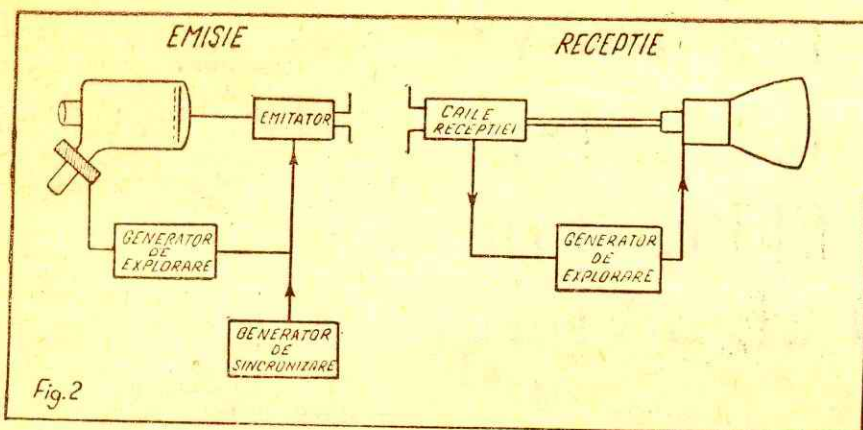 EMISIE
RECEPTIE
EMITATOR
CAILE
RECEPTIEI
GENERATOR
DE
EXPLORARE
GENERATOR
DE
EXPLORARE
GENERATOR
DE
SINCRONIZARE
Fig.2